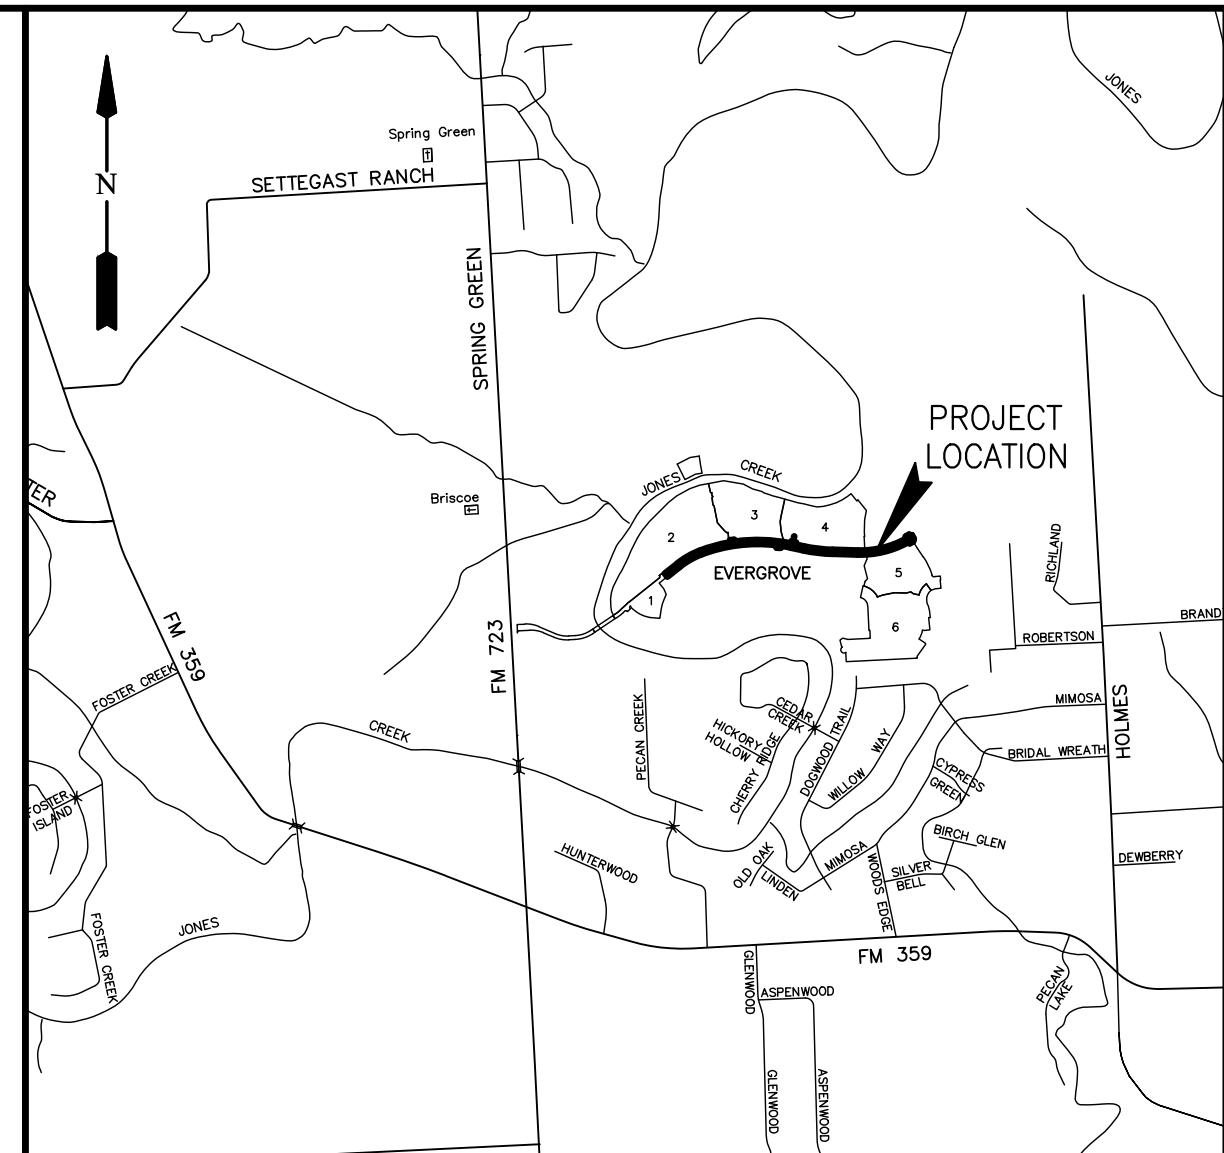 JONES
Spring Green
N
SETTEGAST RANCH
SPRING GREEN
PROJECT
LOCATION
JONES
CREEK
TER
Briscoe
2
3
4
5
6
1
EVERGROVE
RICHLAND
BRAND
ROBERTSON
FM 723
FM 359
FOSTER CREEK
MIMOSA
HOLMES
BRIDAL WREATH
CREEK
PECAN CREEK
CEDAR
CREEK
HICKORY
HOLLOW
CHERRY RIDGE
DOGWOOD TRAIL
WILLOW WAY
CYPRESS
GREEN
FOSTER
ISLAND
BIRCH GLEN
HUNTERWOOD
OLD OAK
LINDEN
MIMOSA
WOODS EDGE
SILVER
BELL
DEWBERRY
JONES
FOSTER CREEK
FM 359
GLENWOOD
ASPENWOOD
PECAN
LAKE
GLENWOOD
ASPENWOOD